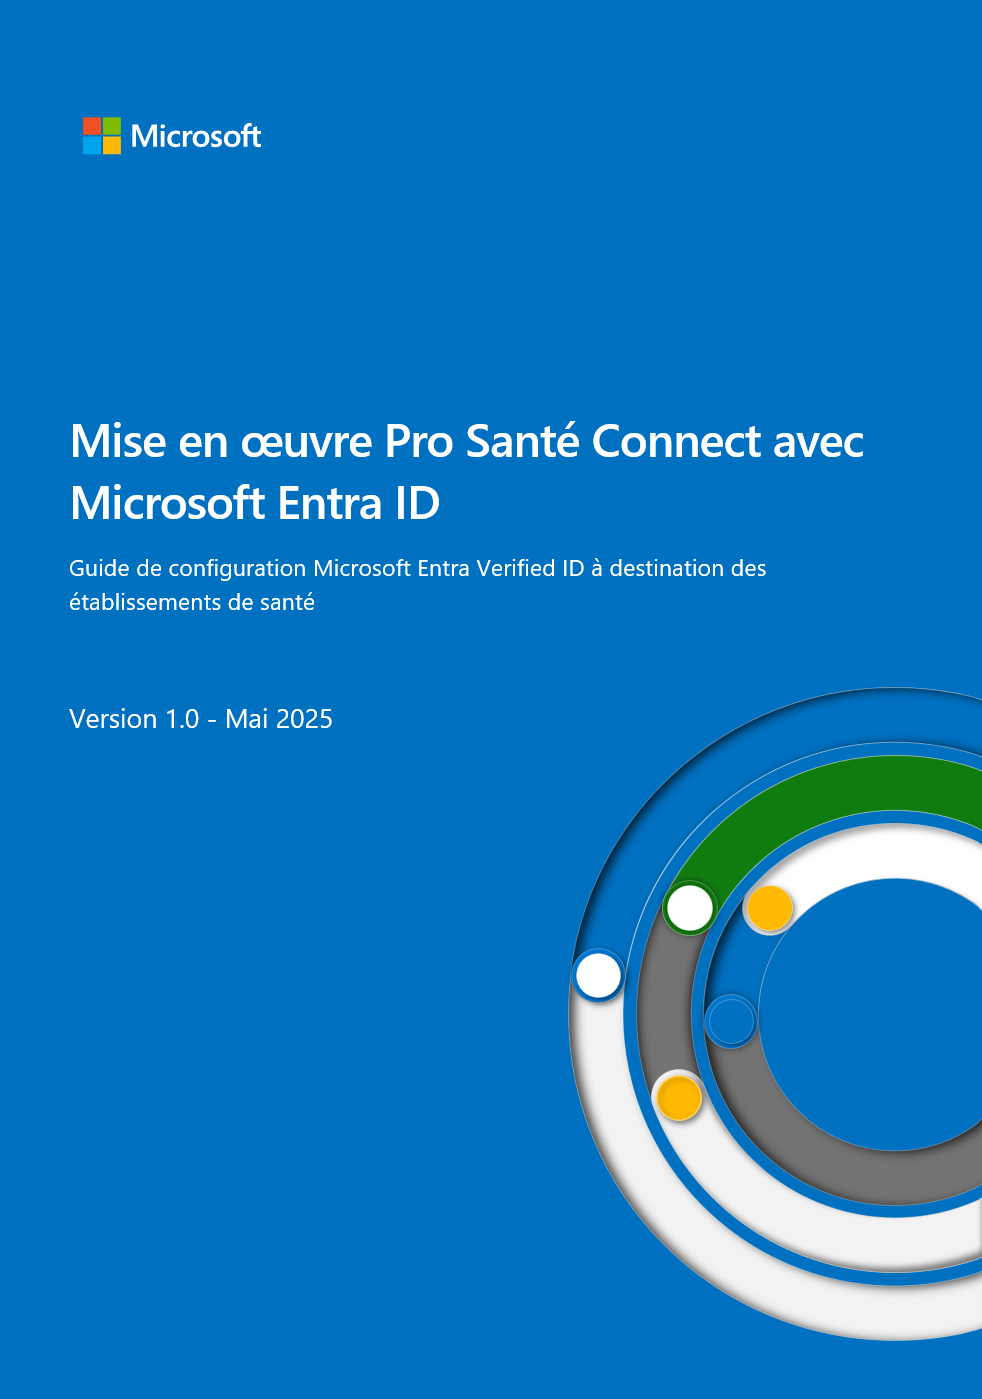 Microsoft
Mise en œuvre Pro Santé Connect avec
Microsoft Entra ID
Guide de configuration Microsoft Entra Verified ID à destination des
établissements de santé
Version 1.0 - Mai 2025